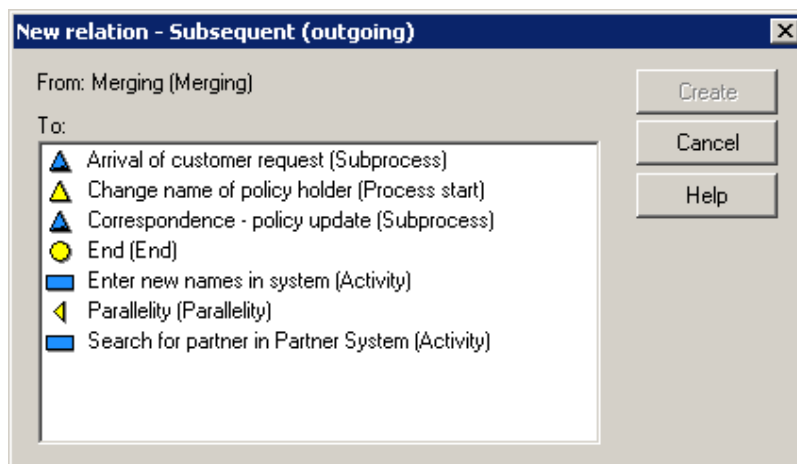 New relation - Subsequent (outgoing)
From: Merging (Merging)
Create
To:
Cancel
Arrival of customer request (Subprocess)
Change name of policy holder (Process start)
Help
Correspondence - policy update (Subprocess)
End (End)
Enter new names in system (Activity)
Parallelity (Parallelity)
Search for partner in Partner System (Activity)